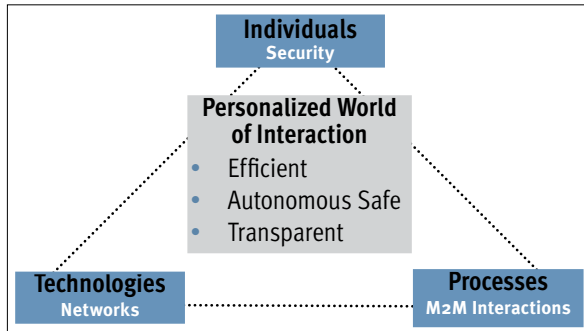 Individuals
Security
Personalized World
of Interaction
• Efficient
• Autonomous Safe
• Transparent
Technologies
Networks
Processes
M2M Interactions